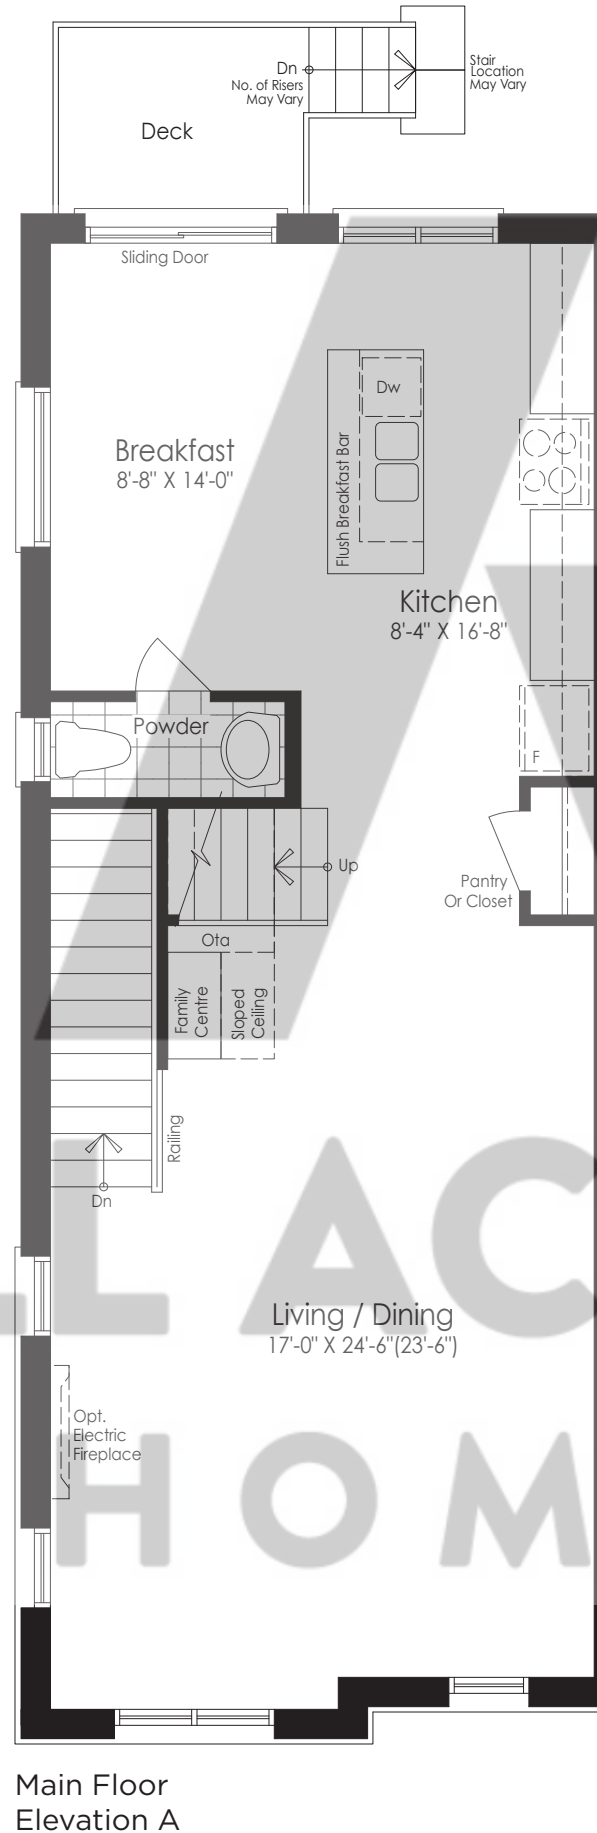 Dn
No. of Risers
May Vary
Stair
Location
May Vary
Deck
Sliding Door
Dw
Flush Breakfast Bar
Breakfast
8'-8" X 14'-0"
Kitchen
8'-4" X 16'-8"
Powder
F
Up
Pantry
Or Closet
Ota
Family
Centre
Sloped
Ceiling
Railing
Dn
LAC
Living / Dining
17'-0" X 24'-6"(23'-6")
Opt.
Electric
Fireplace
HOM
Main Floor
Elevation A